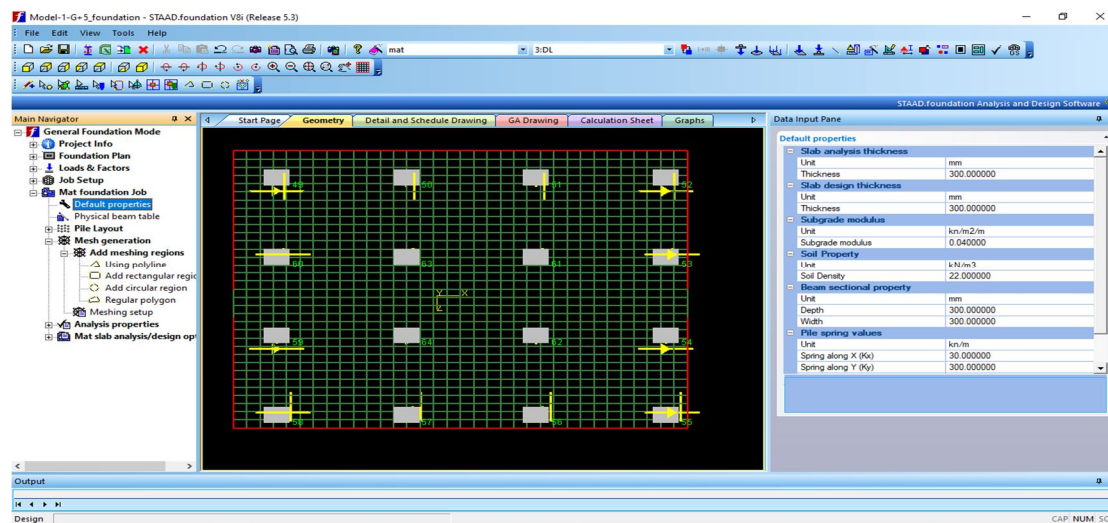 Model-1-G+5_foundation - STAAD.foundation V8i (Release 5.3)
File Edit View Tools Help
mat 3:DL
STAAD.foundation Analysis and Design Software
Main Navigator
Start Page Geometry Detail and Schedule Drawing GA Drawing Calculation Sheet Graphs
Data Input Pane
General Foundation Mode
Project Info
Foundation Plan
Loads & Factors
Job Setup
Mat foundation Job
Default properties
Physical beam table
Pile Layout
Mesh generation
Add meshing regions
Using polyline
Add rectangular regic
Add circular region
Regular polygon
Meshing setup
Analysis properties
Mat slab analysis/design op
49 50 51 52
60 63 61 53
Y X
Z
59 64 62 54
58 57 56 55
Default properties
Slab analysis thickness
Unit mm
Thickness 300.000000
Slab design thickness
Unit mm
Thickness 300.000000
Subgrade modulus
Unit kn/m2/m
Subgrade modulus 0.040000
Soil Property
Unit kN/m3
Soil Density 22.000000
Beam sectional property
Unit mm
Depth 300.000000
Width 300.000000
Pile spring values
Unit kn/m
Spring along X (Kx) 30.000000
Spring along Y (Ky) 300.000000
Output
Design
CAP NUM SC